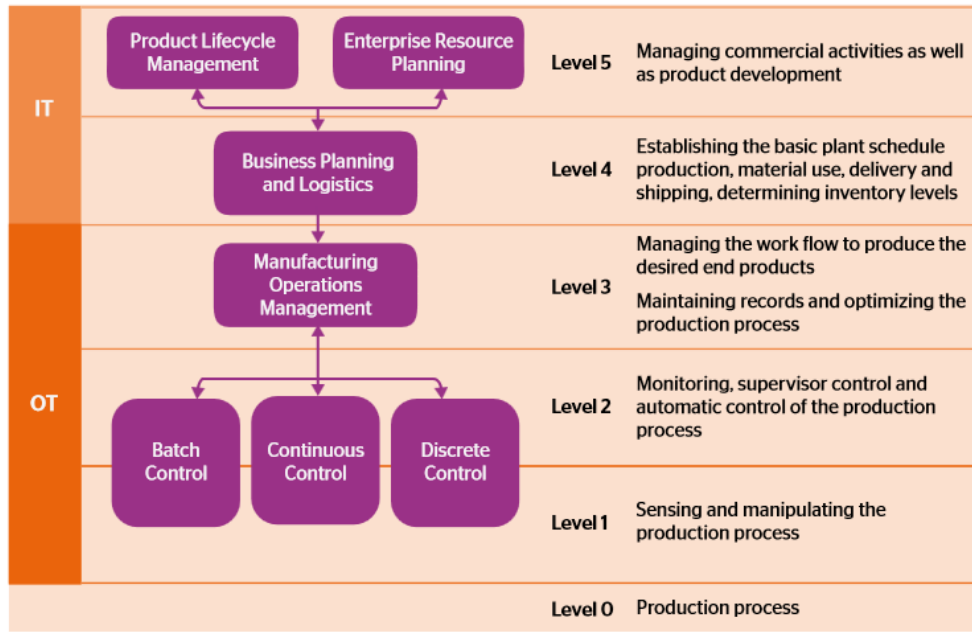 IT
Product Lifecycle
Management
Enterprise Resource
Planning
Level 5
Managing commercial activities as well
as product development
Business Planning
and Logistics
Level 4
Establishing the basic plant schedule
production, material use, delivery and
shipping, determining inventory levels
OT
Manufacturing
Operations
Management
Level 3
Managing the work flow to produce the
desired end products
Maintaining records and optimizing the
production process
Batch
Control
Continuous
Control
Discrete
Control
Level 2
Monitoring, supervisor control and
automatic control of the production
process
Level 1
Sensing and manipulating the
production process
Level 0
Production process